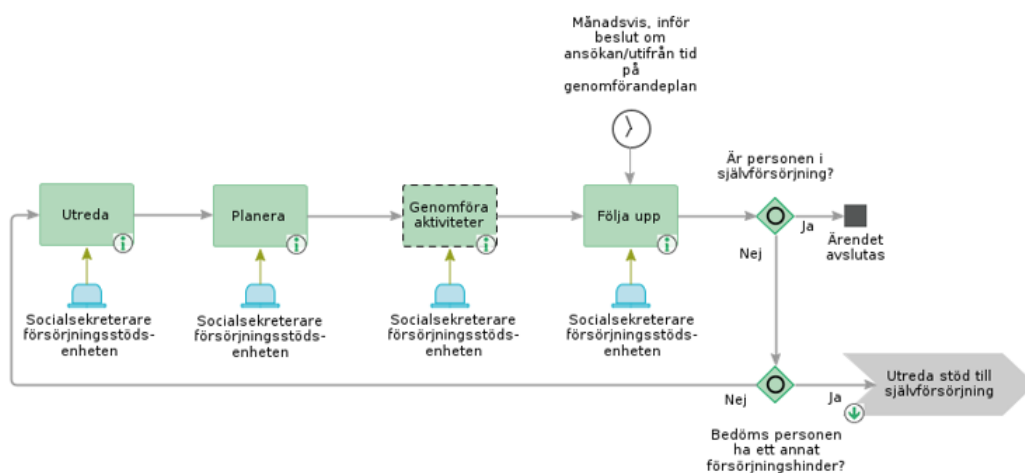 Månadsvis, inför
beslut om
ansökan/utifrån tid
på
genomförandeplan
Är personen i
självförsörjning?
Utreda
Planera
Genomföra
aktiviteter
Följa upp
Ja
Ärendet
avslutas
Nej
Socialsekreterare
försörjningsstöds-
enheten
Socialsekreterare
försörjningsstöds-
enheten
Socialsekreterare
försörjningsstöds-
enheten
Socialsekreterare
försörjningsstöds-
enheten
Utreda stöd till
självförsörjning
Nej
Ja
Bedöms personen
ha ett annat
försörjningshinder?